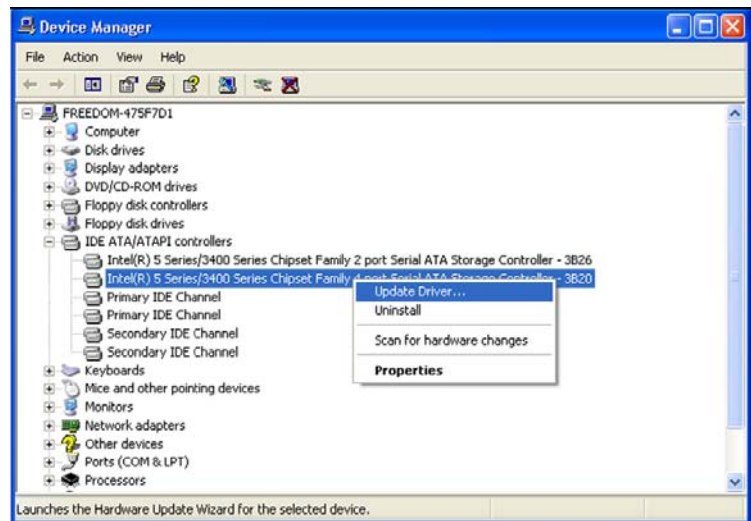 Device Manager
File Action View Help
FREEDOM-475F7D1
Computer
Disk drives
Display adapters
DVD/CD-ROM drives
Floppy disk controllers
Floppy disk drives
IDE ATA/ATAPI controllers
Intel(R) 5 Series/3400 Series Chipset Family 2 port Serial ATA Storage Controller - 3B26
Intel(R) 5 Series/3400 Series Chipset Family 4 port Serial ATA Storage Controller - 3B20
Update Driver...
Primary IDE Channel
Uninstall
Primary IDE Channel
Secondary IDE Channel
Scan for hardware changes
Secondary IDE Channel
Keyboards
Properties
Mice and other pointing devices
Monitors
Network adapters
Other devices
Ports (COM & LPT)
Processors
Launches the Hardware Update Wizard for the selected device.